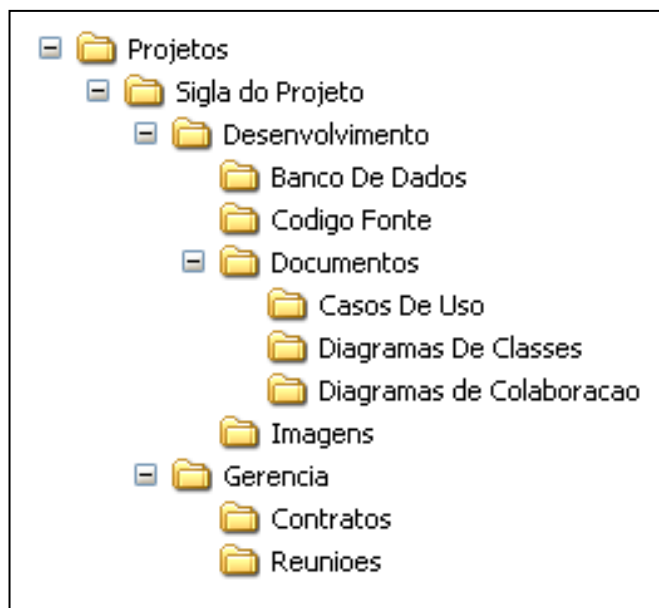 Projetos
Sigla do Projeto
Desenvolvimento
Banco De Dados
Codigo Fonte
Documentos
Casos De Uso
Diagramas De Classes
Diagramas de Colaboracao
Imagens
Gerencia
Contratos
Reunioes